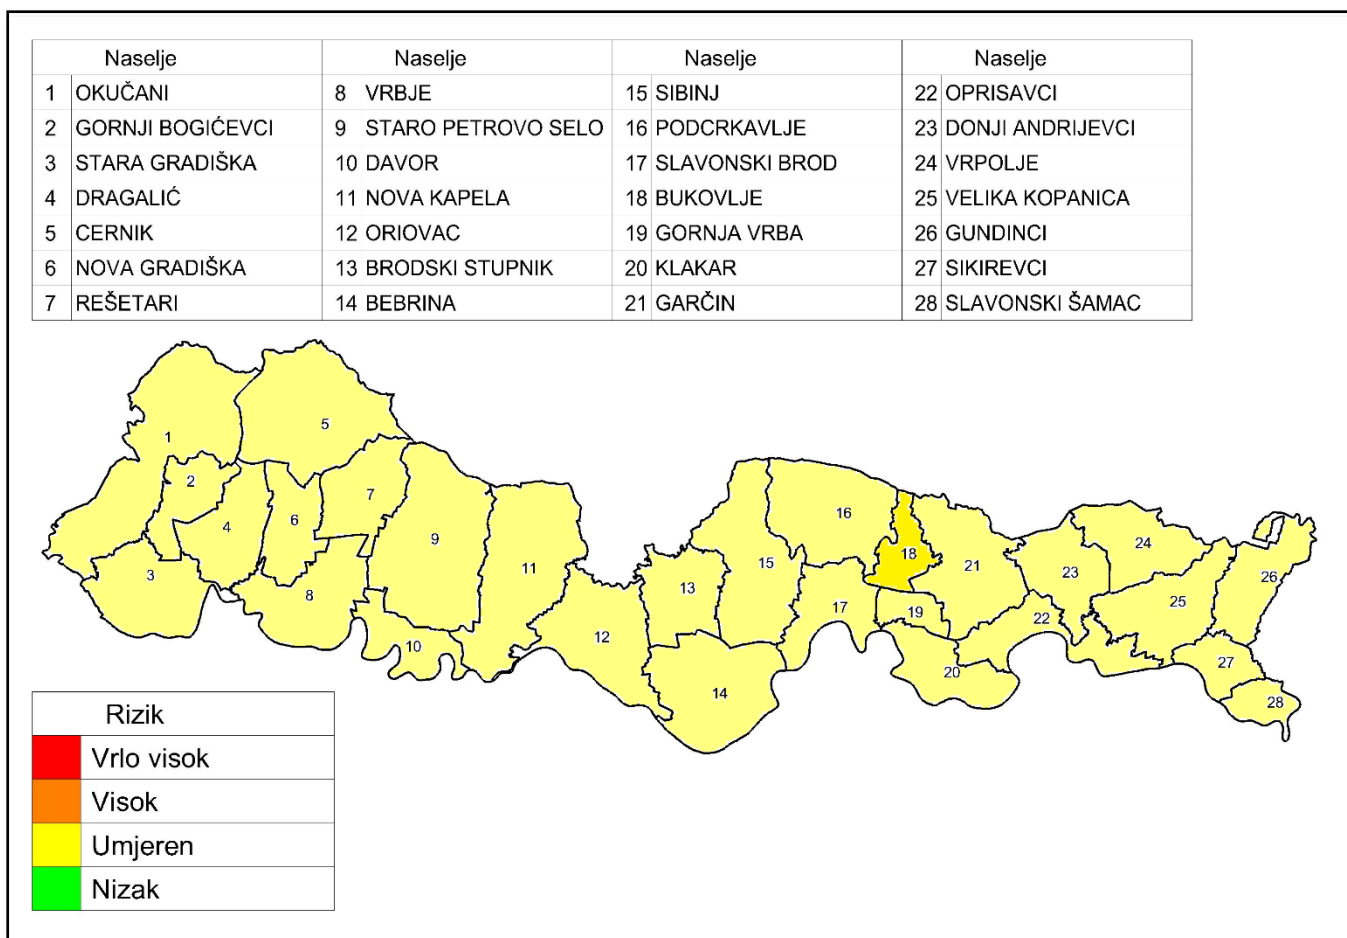 Naselje Naselje Naselje Naselje
1 OKUČANI 8 VRBJE 15 SIBINJ 22 OPRISAVCI
2 GORNJI BOGIĆEVCI 9 STARO PETROVO SELO 16 PODCRKAVLJE 23 DONJI ANDRIJEVCI
3 STARA GRADIŠKA 10 DAVOR 17 SLAVONSKI BROD 24 VRPOLJE
4 DRAGALIĆ 11 NOVA KAPELA 18 BUKOVLJE 25 VELIKA KOPANICA
5 CERNIK 12 ORIOVAC 19 GORNJA VRBA 26 GUNDINCI
6 NOVA GRADIŠKA 13 BRODSKI STUPNIK 20 KLAKAR 27 SIKIREVCI
7 REŠETARI 14 BEBRINA 21 GARČIN 28 SLAVONSKI ŠAMAC
1
5
2
7
6
4
3
8
9
10
11
12
13
14
15
16
17
18
19
20
21
22
23
24
25
26
27
28
Rizik
Vrlo visok
Visok
Umjeren
Nizak